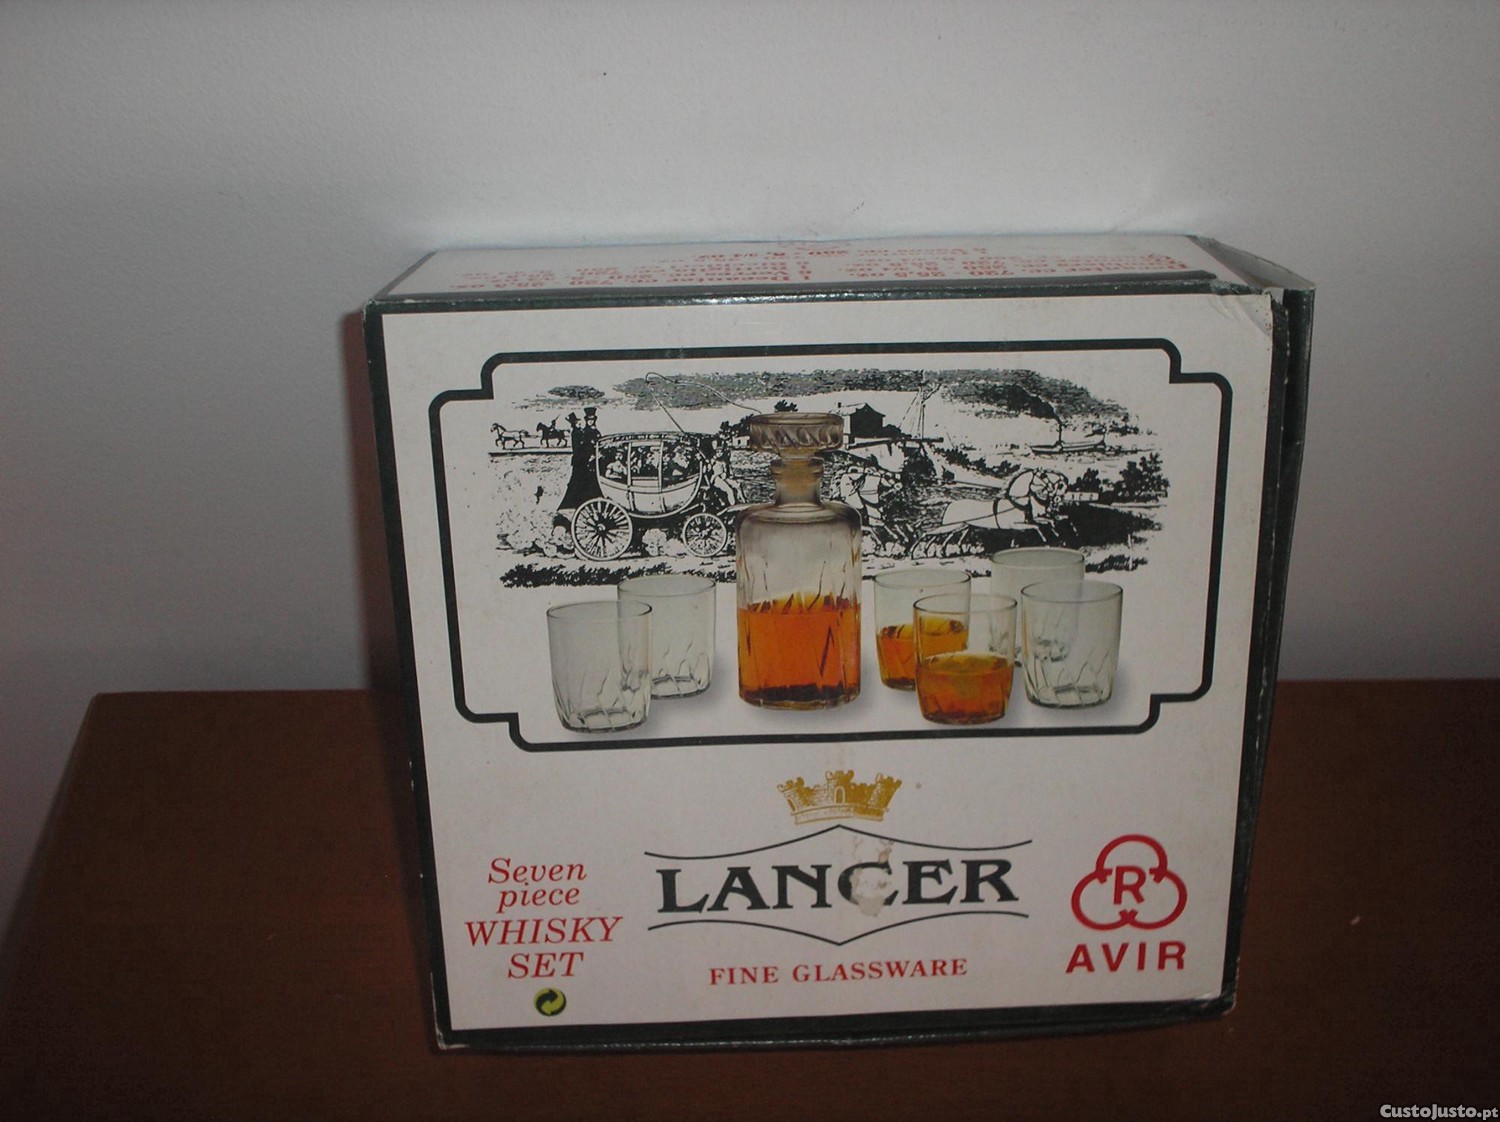 Seven
piece
WHISKY
SET
LANCER
FINE GLASSWARE
R
AVIR
CustoJusto.pt